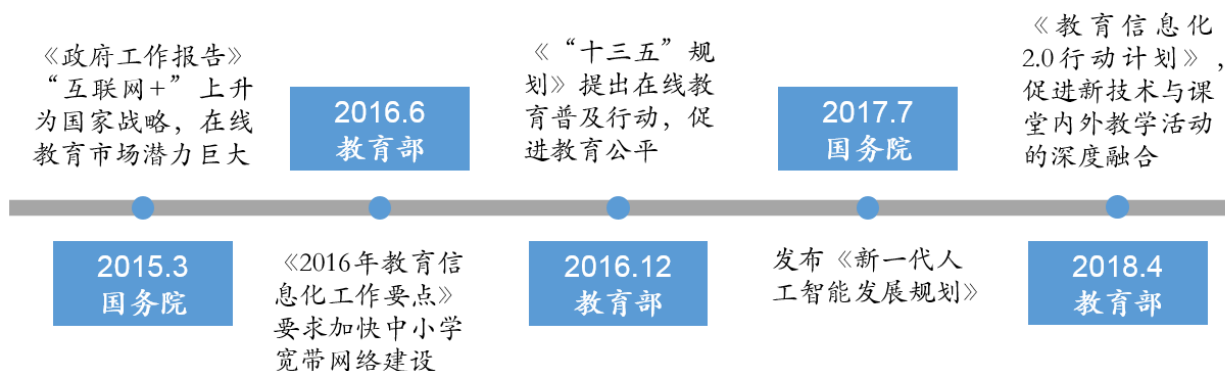 《政府工作报告》
“互联网+”上升
为国家战略，在线
教育市场潜力巨大
2015.3
国务院
2016.6
教育部
《2016年教育信
息化工作要点》
要求加快中小学
宽带网络建设
《“十三五”规
划》提出在线教
育普及行动，促
进教育公平
2016.12
教育部
2017.7
国务院
发布《新一代人
工智能发展规划》
《教育信息化
2.0行动计划》，
促进新技术与课
堂内外教学活动
的深度融合
2018.4
教育部